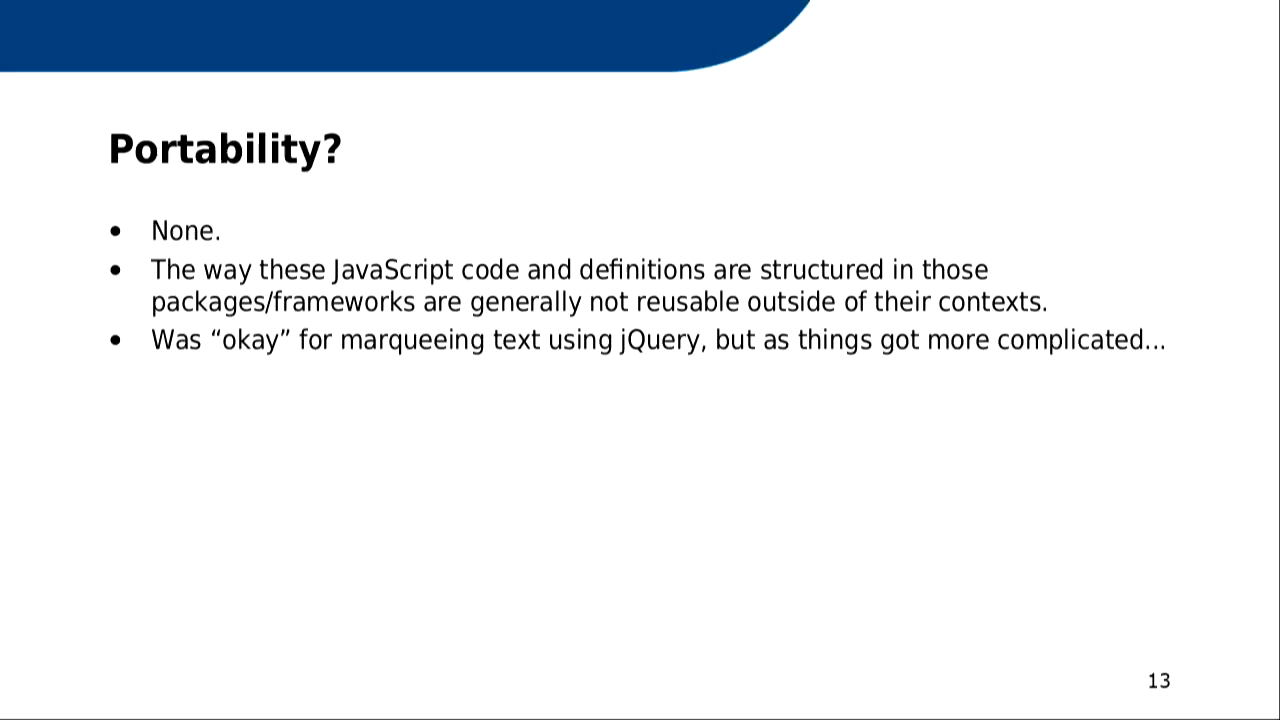 Portability?
• None.
• The way these JavaScript code and definitions are structured in those
packages/frameworks are generally not reusable outside of their contexts.
• Was “okay” for marqueeing text using jQuery, but as things got more complicated...
13